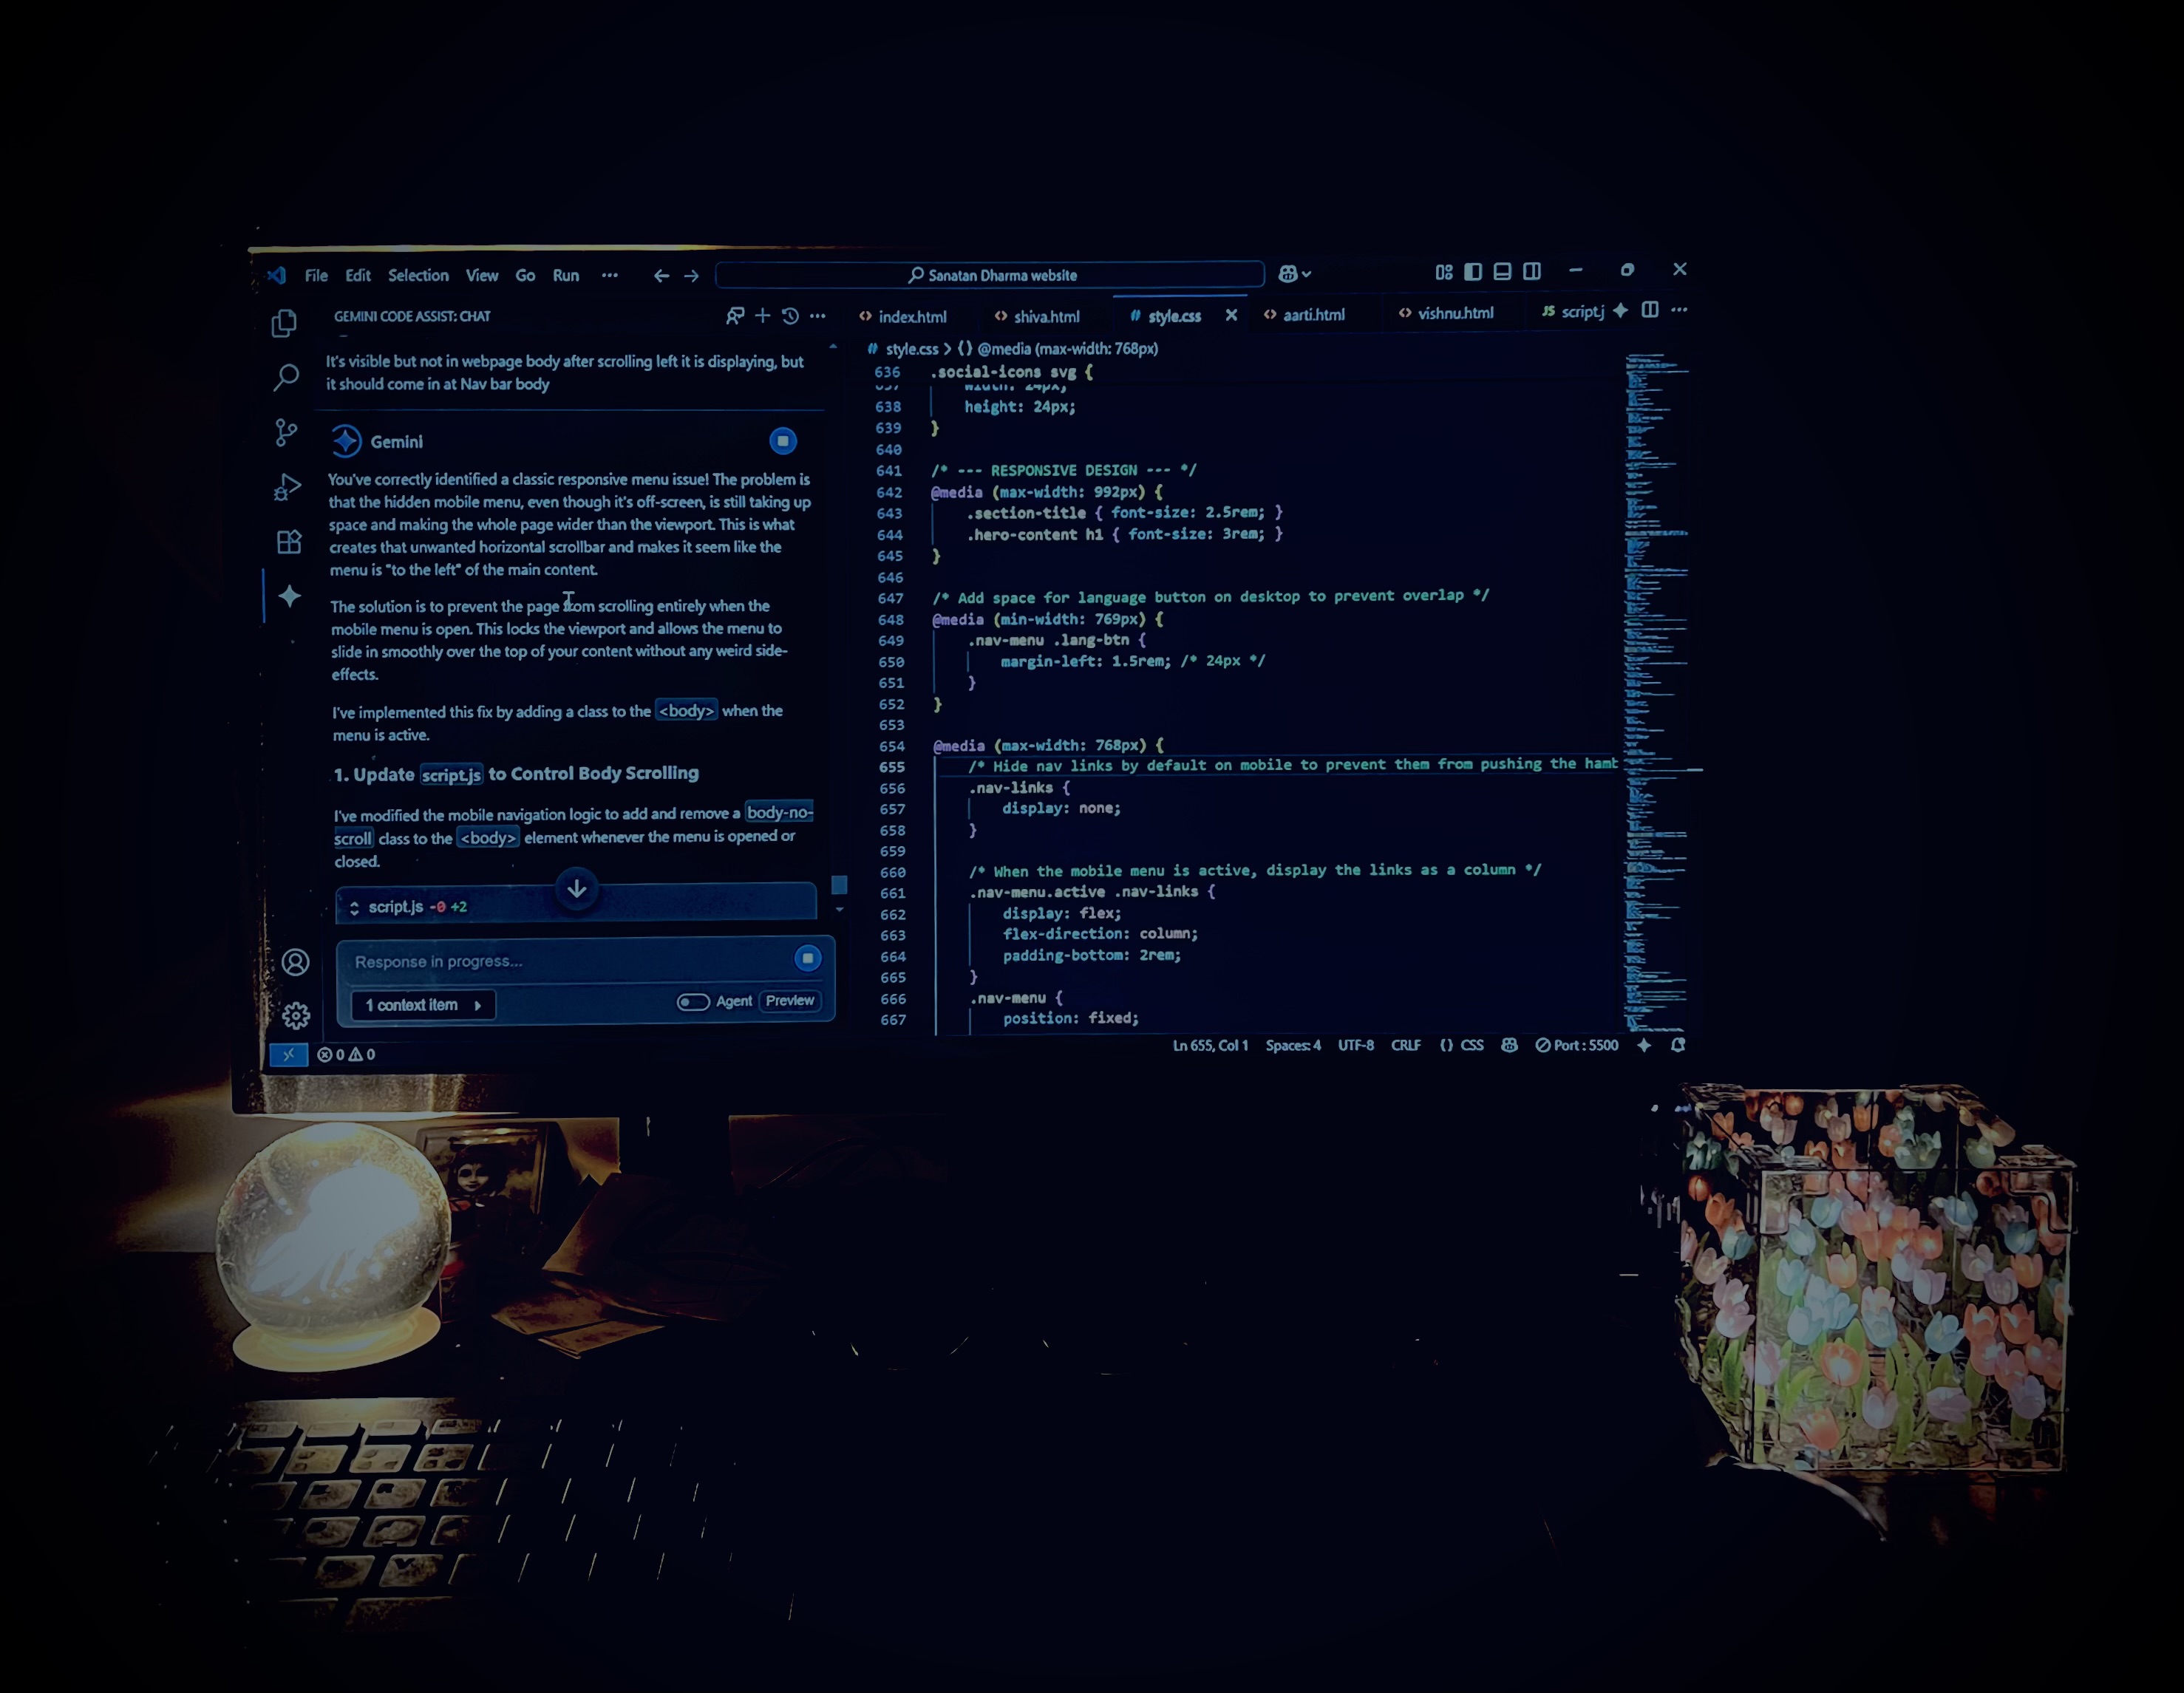 File Edit Selection View Go Run ...
Sanatan Dharma website
GEMINI CODE ASSIST: CHAT
It's visible but not in webpage body after scrolling left it is displaying, but
it should come in at Nav bar body
Gemini
You've correctly identified a classic responsive menu issue! The problem is
that the hidden mobile menu, even though it's off-screen, is still taking up
space and making the whole page wider than the viewport. This is what
creates that unwanted horizontal scrollbar and makes it seem like the
menu is "to the left" of the main content.
The solution is to prevent the page from scrolling entirely when the
mobile menu is open. This locks the viewport and allows the menu to
slide in smoothly over the top of your content without any weird side-
effects.
I've implemented this fix by adding a class to the <body> when the
menu is active.
1. Update script.js to Control Body Scrolling
I've modified the mobile navigation logic to add and remove a body-no-
scroll class to the <body> element whenever the menu is opened or
closed.
script.js -0 +2
Response in progress...
1 context item
Agent Preview
index.html shiva.html # style.css aarti.html vishnu.html JS script.j
# style.css > {} @media (max-width: 768px)
636 .social-icons svg {
637 width: 24px;
638 height: 24px;
639 }
640
641 /* --- RESPONSIVE DESIGN --- */
642 @media (max-width: 992px) {
643 .section-title { font-size: 2.5rem; }
644 .hero-content h1 { font-size: 3rem; }
645 }
646
647 /* Add space for language button on desktop to prevent overlap */
648 @media (min-width: 769px) {
649 .nav-menu .lang-btn {
650 margin-left: 1.5rem; /* 24px */
651 }
652 }
653
654 @media (max-width: 768px) {
655 /* Hide nav links by default on mobile to prevent them from pushing the hamb
656 .nav-links {
657 display: none;
658 }
659
660 /* When the mobile menu is active, display the links as a column */
661 .nav-menu.active .nav-links {
662 display: flex;
663 flex-direction: column;
664 padding-bottom: 2rem;
665 }
666 .nav-menu {
667 position: fixed;
0 0
Ln 655, Col 1 Spaces: 4 UTF-8 CRLF {} CSS Port : 5500